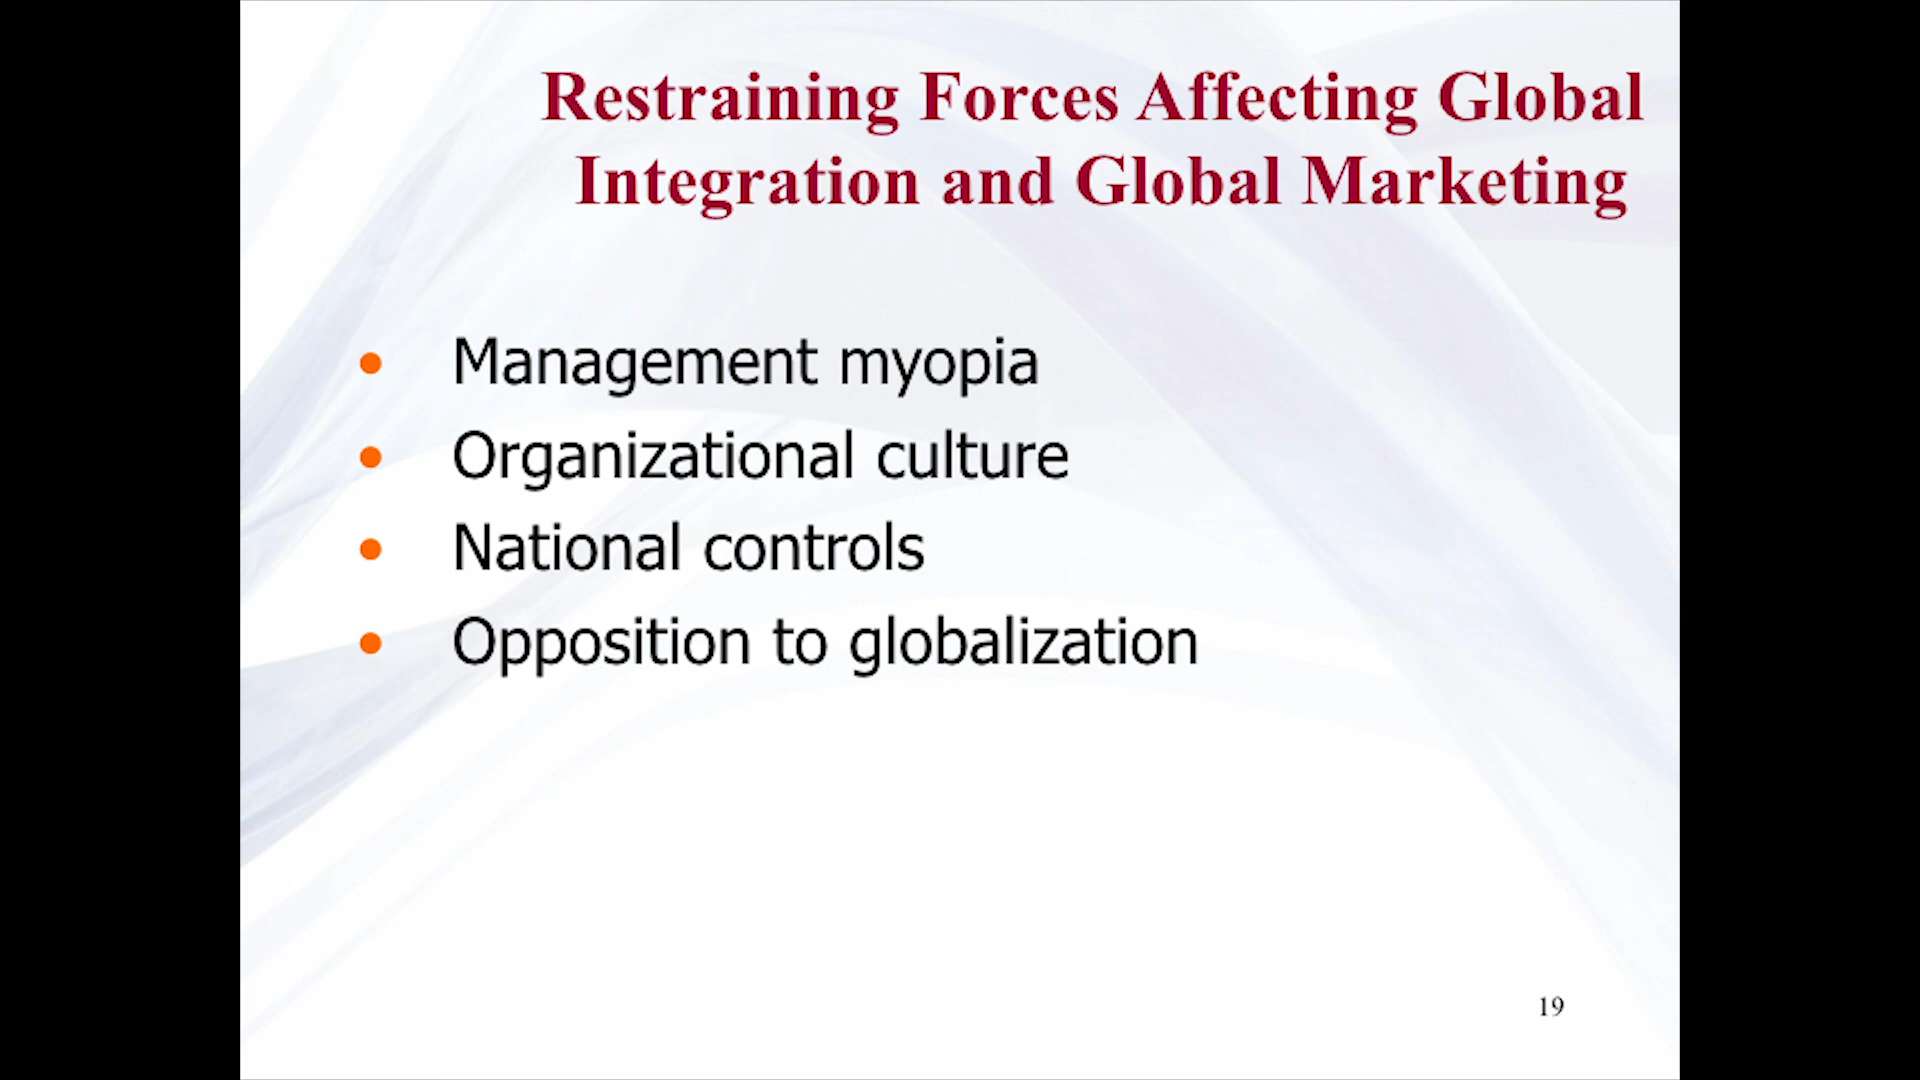 Restraining Forces Affecting Global
Integration and Global Marketing
• Management myopia
• Organizational culture
• National controls
• Opposition to globalization
19